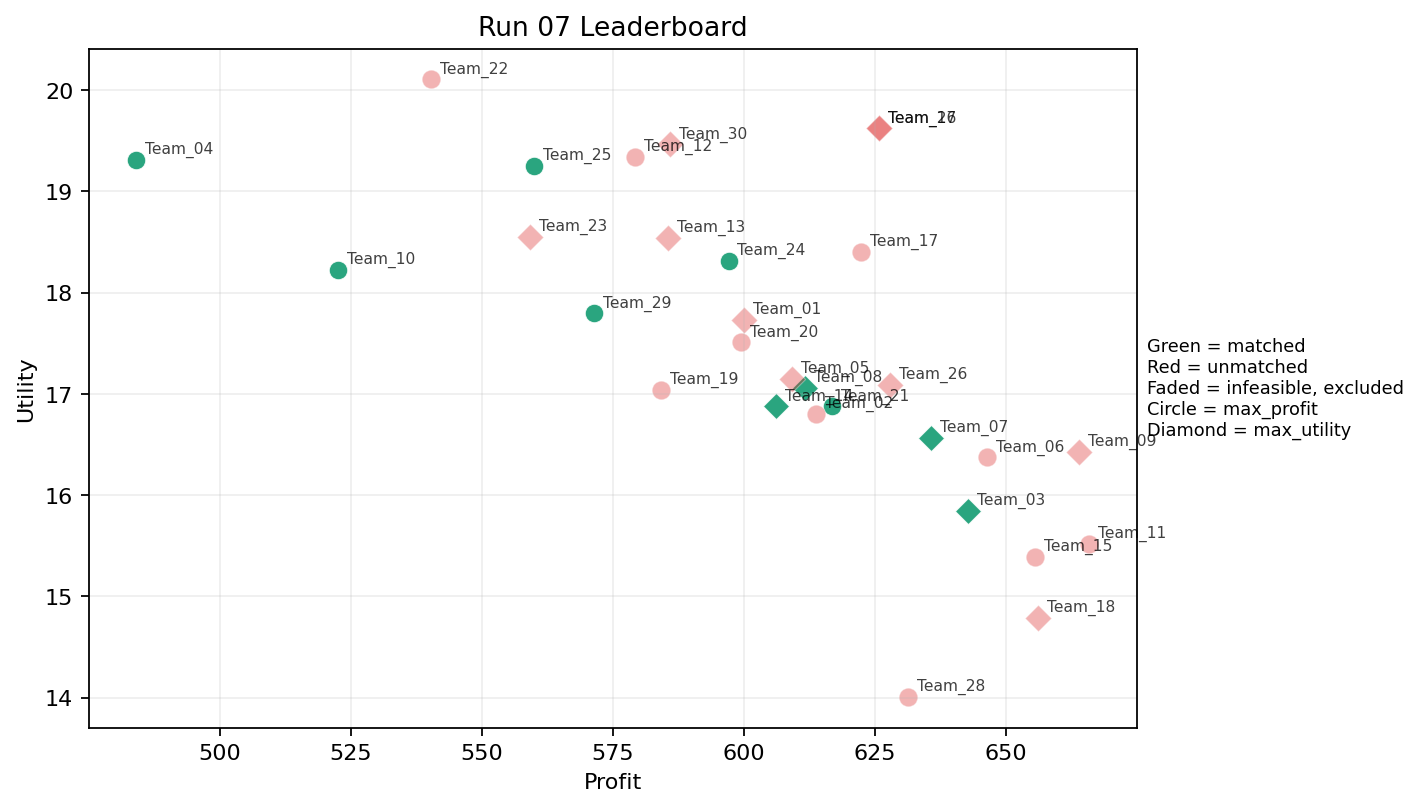 Run 07 Leaderboard
Team_22
20
Team_30
Team_12
Team_04
Team_25
19
Team_23
Team_13
Team_17
Team_24
Team_10
18
Team_29
Team_01
Team_20
Team_05
Team_08
Team_26
Team_19
17
Team_21
Team_02
Team_07
Team_06
Team_09
16
Team_03
Team_11
Team_15
15
Team_18
14
Team_28
Utility
500
525
550
575
600
625
650
Profit
Green = matched
Red = unmatched
Faded = infeasible, excluded
Circle = max_profit
Diamond = max_utility